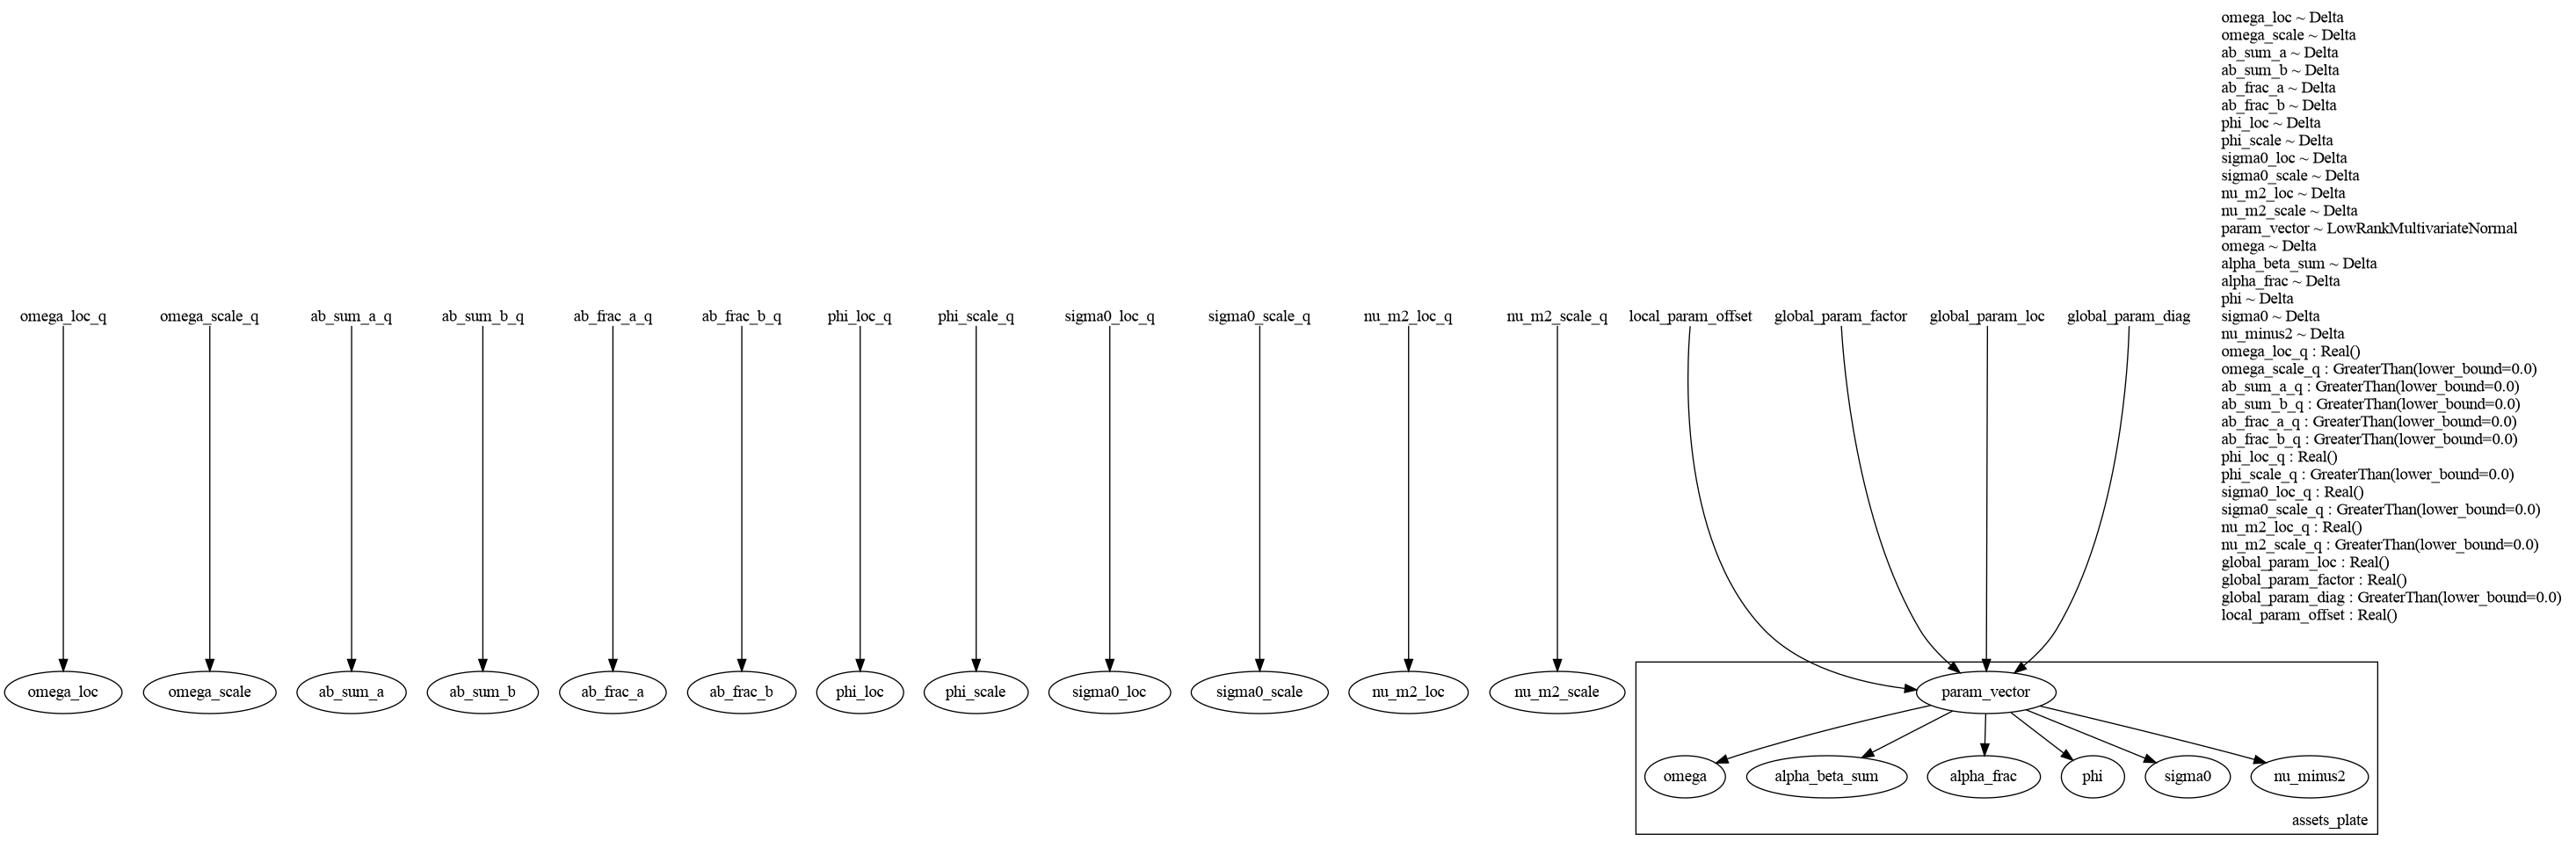 omega_loc ~ Delta
omega_scale ~ Delta
ab_sum_a ~ Delta
ab_sum_b ~ Delta
ab_frac_a ~ Delta
ab_frac_b ~ Delta
phi_loc ~ Delta
phi_scale ~ Delta
sigma0_loc ~ Delta
sigma0_scale ~ Delta
nu_m2_loc ~ Delta
nu_m2_scale ~ Delta
param_vector ~ LowRankMultivariateNormal
omega ~ Delta
alpha_beta_sum ~ Delta
alpha_frac ~ Delta
phi ~ Delta
sigma0 ~ Delta
nu_minus2 ~ Delta
omega_loc_q : Real()
omega_scale_q : GreaterThan(lower_bound=0.0)
ab_sum_a_q : GreaterThan(lower_bound=0.0)
ab_sum_b_q : GreaterThan(lower_bound=0.0)
ab_frac_a_q : GreaterThan(lower_bound=0.0)
ab_frac_b_q : GreaterThan(lower_bound=0.0)
phi_loc_q : Real()
phi_scale_q : GreaterThan(lower_bound=0.0)
sigma0_loc_q : Real()
sigma0_scale_q : GreaterThan(lower_bound=0.0)
nu_m2_loc_q : Real()
nu_m2_scale_q : GreaterThan(lower_bound=0.0)
global_param_loc : Real()
global_param_factor : Real()
global_param_diag : GreaterThan(lower_bound=0.0)
local_param_offset : Real()
omega_loc_q omega_scale_q ab_sum_a_q ab_sum_b_q ab_frac_a_q ab_frac_b_q phi_loc_q phi_scale_q sigma0_loc_q sigma0_scale_q nu_m2_loc_q nu_m2_scale_q local_param_offset global_param_factor global_param_loc global_param_diag
omega_loc omega_scale ab_sum_a ab_sum_b ab_frac_a ab_frac_b phi_loc phi_scale sigma0_loc sigma0_scale nu_m2_loc nu_m2_scale param_vector
omega alpha_beta_sum alpha_frac phi sigma0 nu_minus2
assets_plate